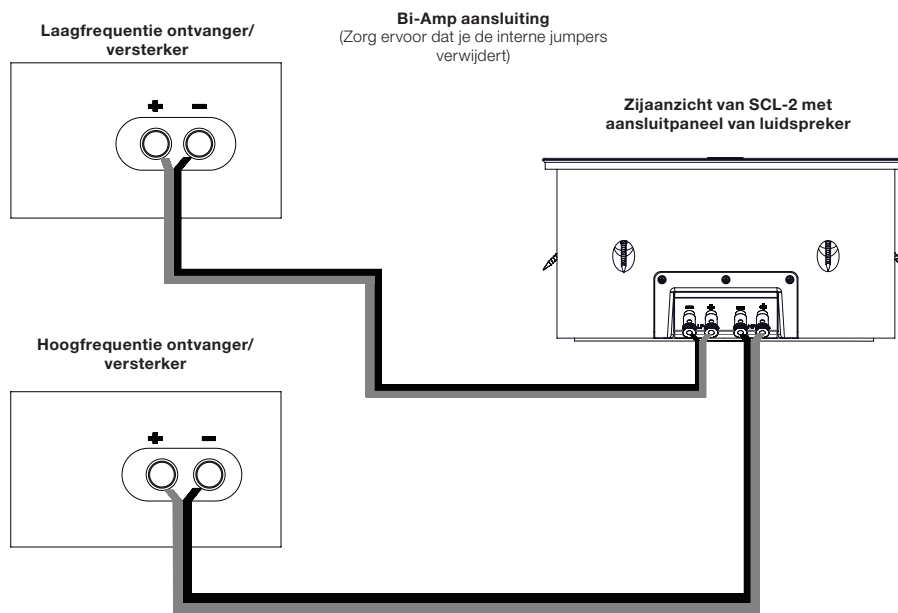 Laagfrequentie ontvanger/
versterker
Bi-Amp aansluiting
(Zorg ervoor dat je de interne jumpers
verwijdert)
Zijaanzicht van SCL-2 met
aansluitpaneel van luidspreker
+ −
− + − +
Hoogfrequentie ontvanger/
versterker
+ −